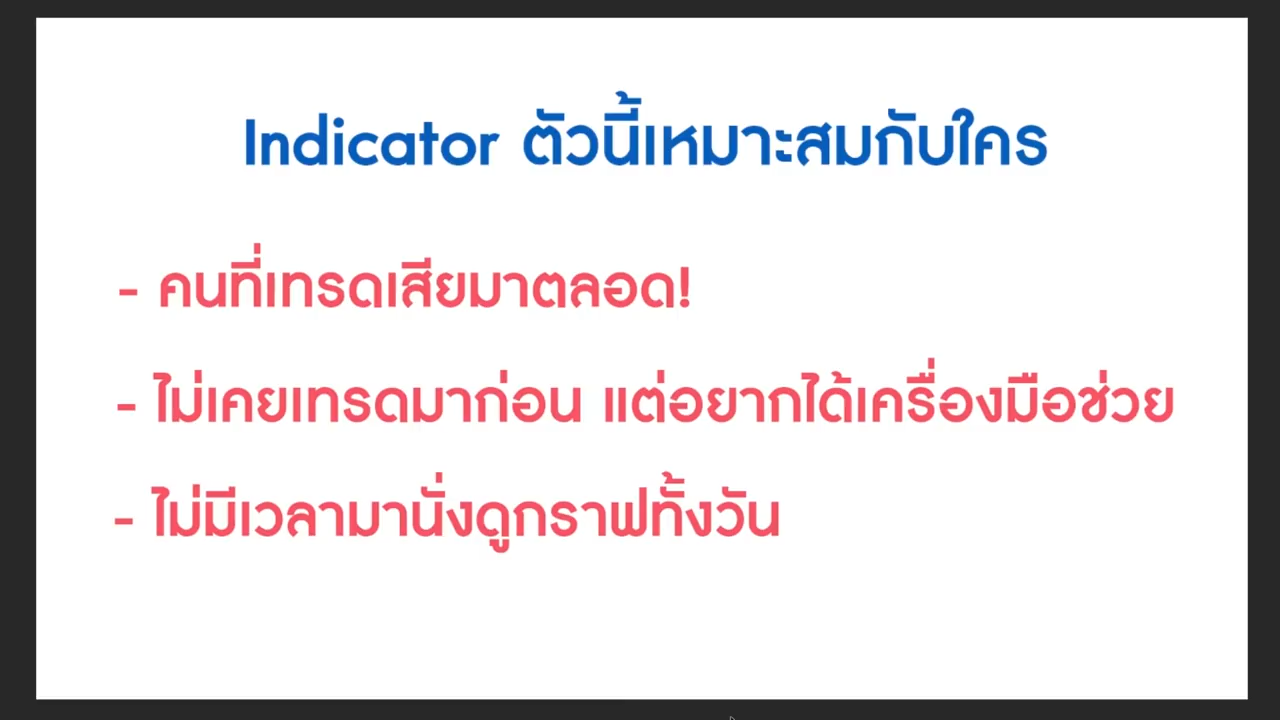 Indicator ตัวนี้เหมาะสมกับใคร
- คนที่เทรดเสียมาตลอด!
- ไม่เคยเทรดมาก่อน แต่อยากได้เครื่องมือช่วย
- ไม่มีเวลามานั่งดูกราฟทั้งวัน